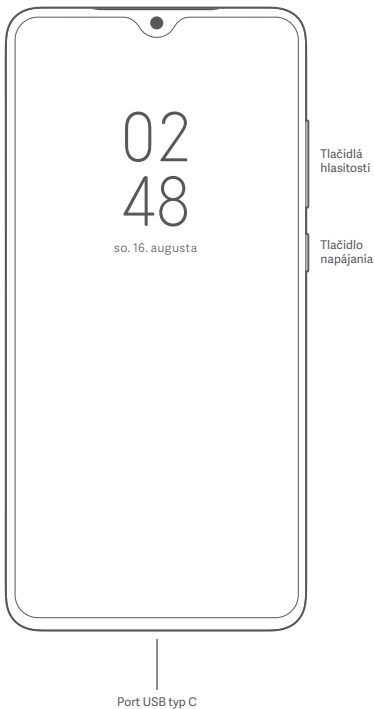 02
48
so. 16. augusta
Tlačidlá
hlasitosti
Tlačidlo
napájania
Port USB typ C